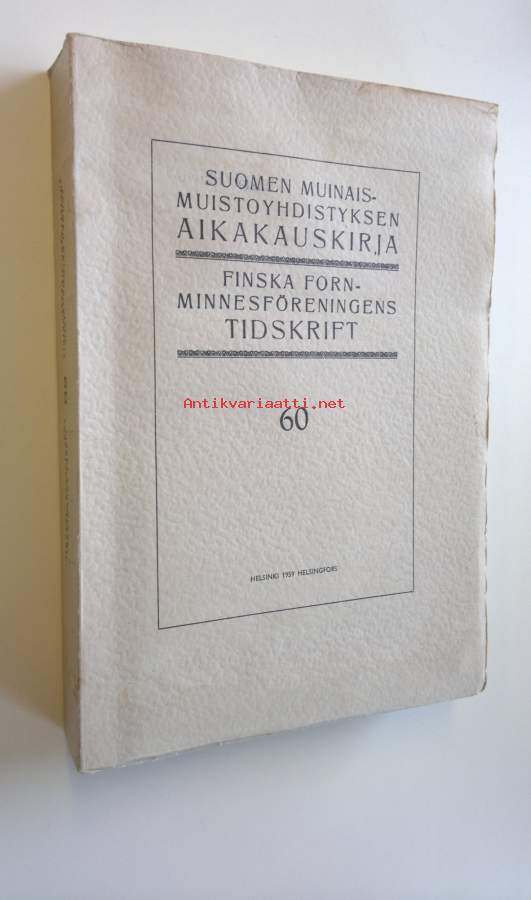 SUOMEN MUINAIS-
MUISTOYHDISTYKSEN
AIKAKAUSKIRJA
FINSKA FORN-
MINNESFÖRENINGENS
TIDSKRIFT
Antikvariaatti.net
60
HELSINKI 1959 HELSINGFORS